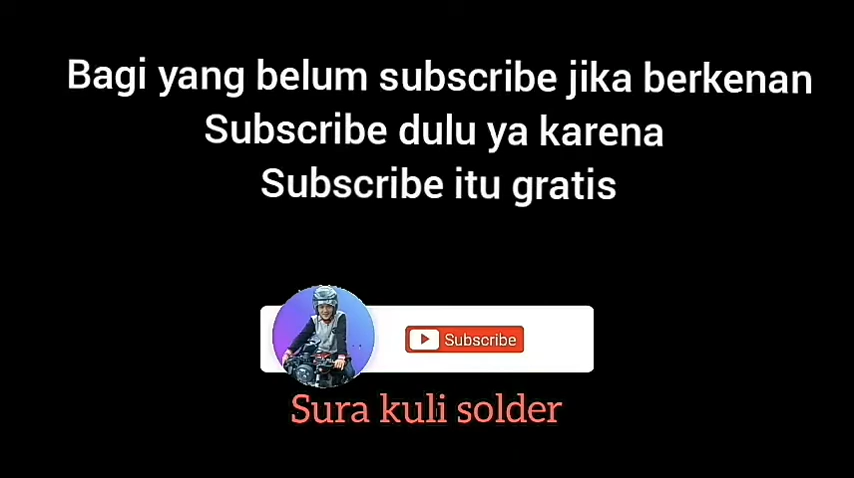 Bagi yang belum subscribe jika berkenan
Subscribe dulu ya karena
Subscribe itu gratis
Subscribe
Sura kuli solder